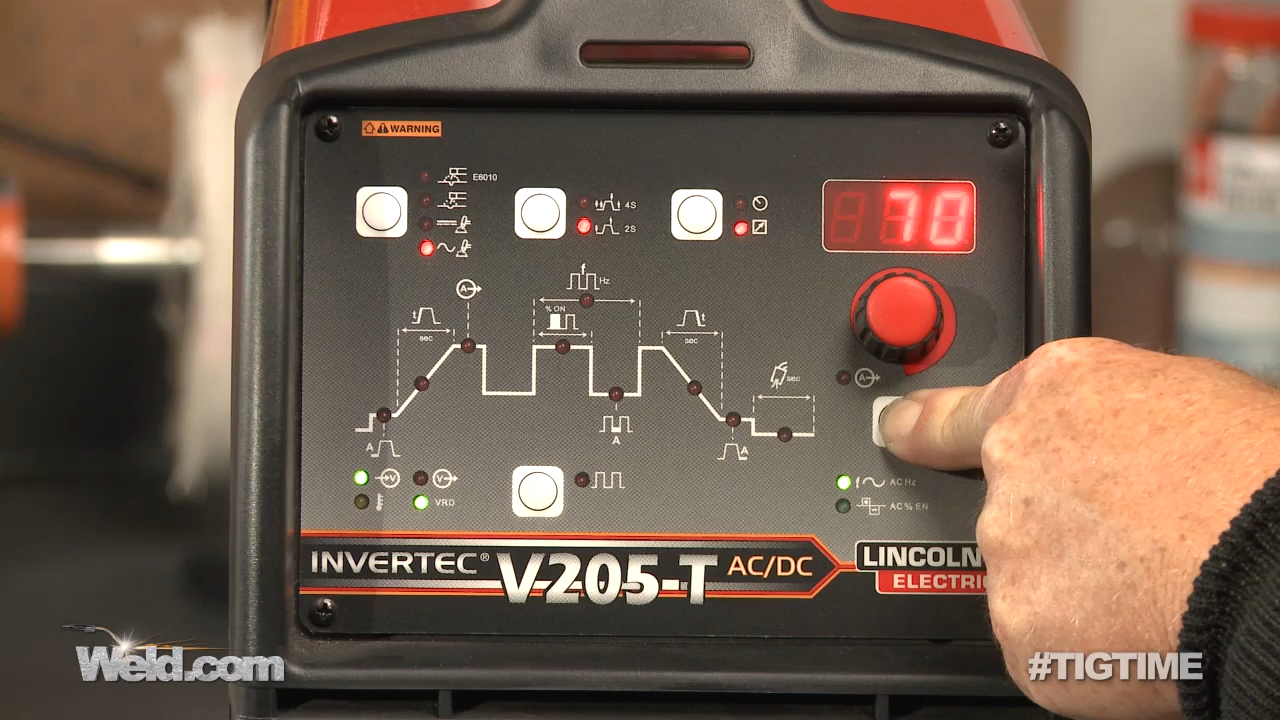 WARNING
E6010
4S
2S
70
f
Hz
% ON
t
sec
A
t
sec
sec
A
A
A
A
A
V
V
VRD
f AC Hz
AC % EN
INVERTEC® V205-T AC/DC
LINCOLN
ELECTRIC
Weld.com
#TIGTIME